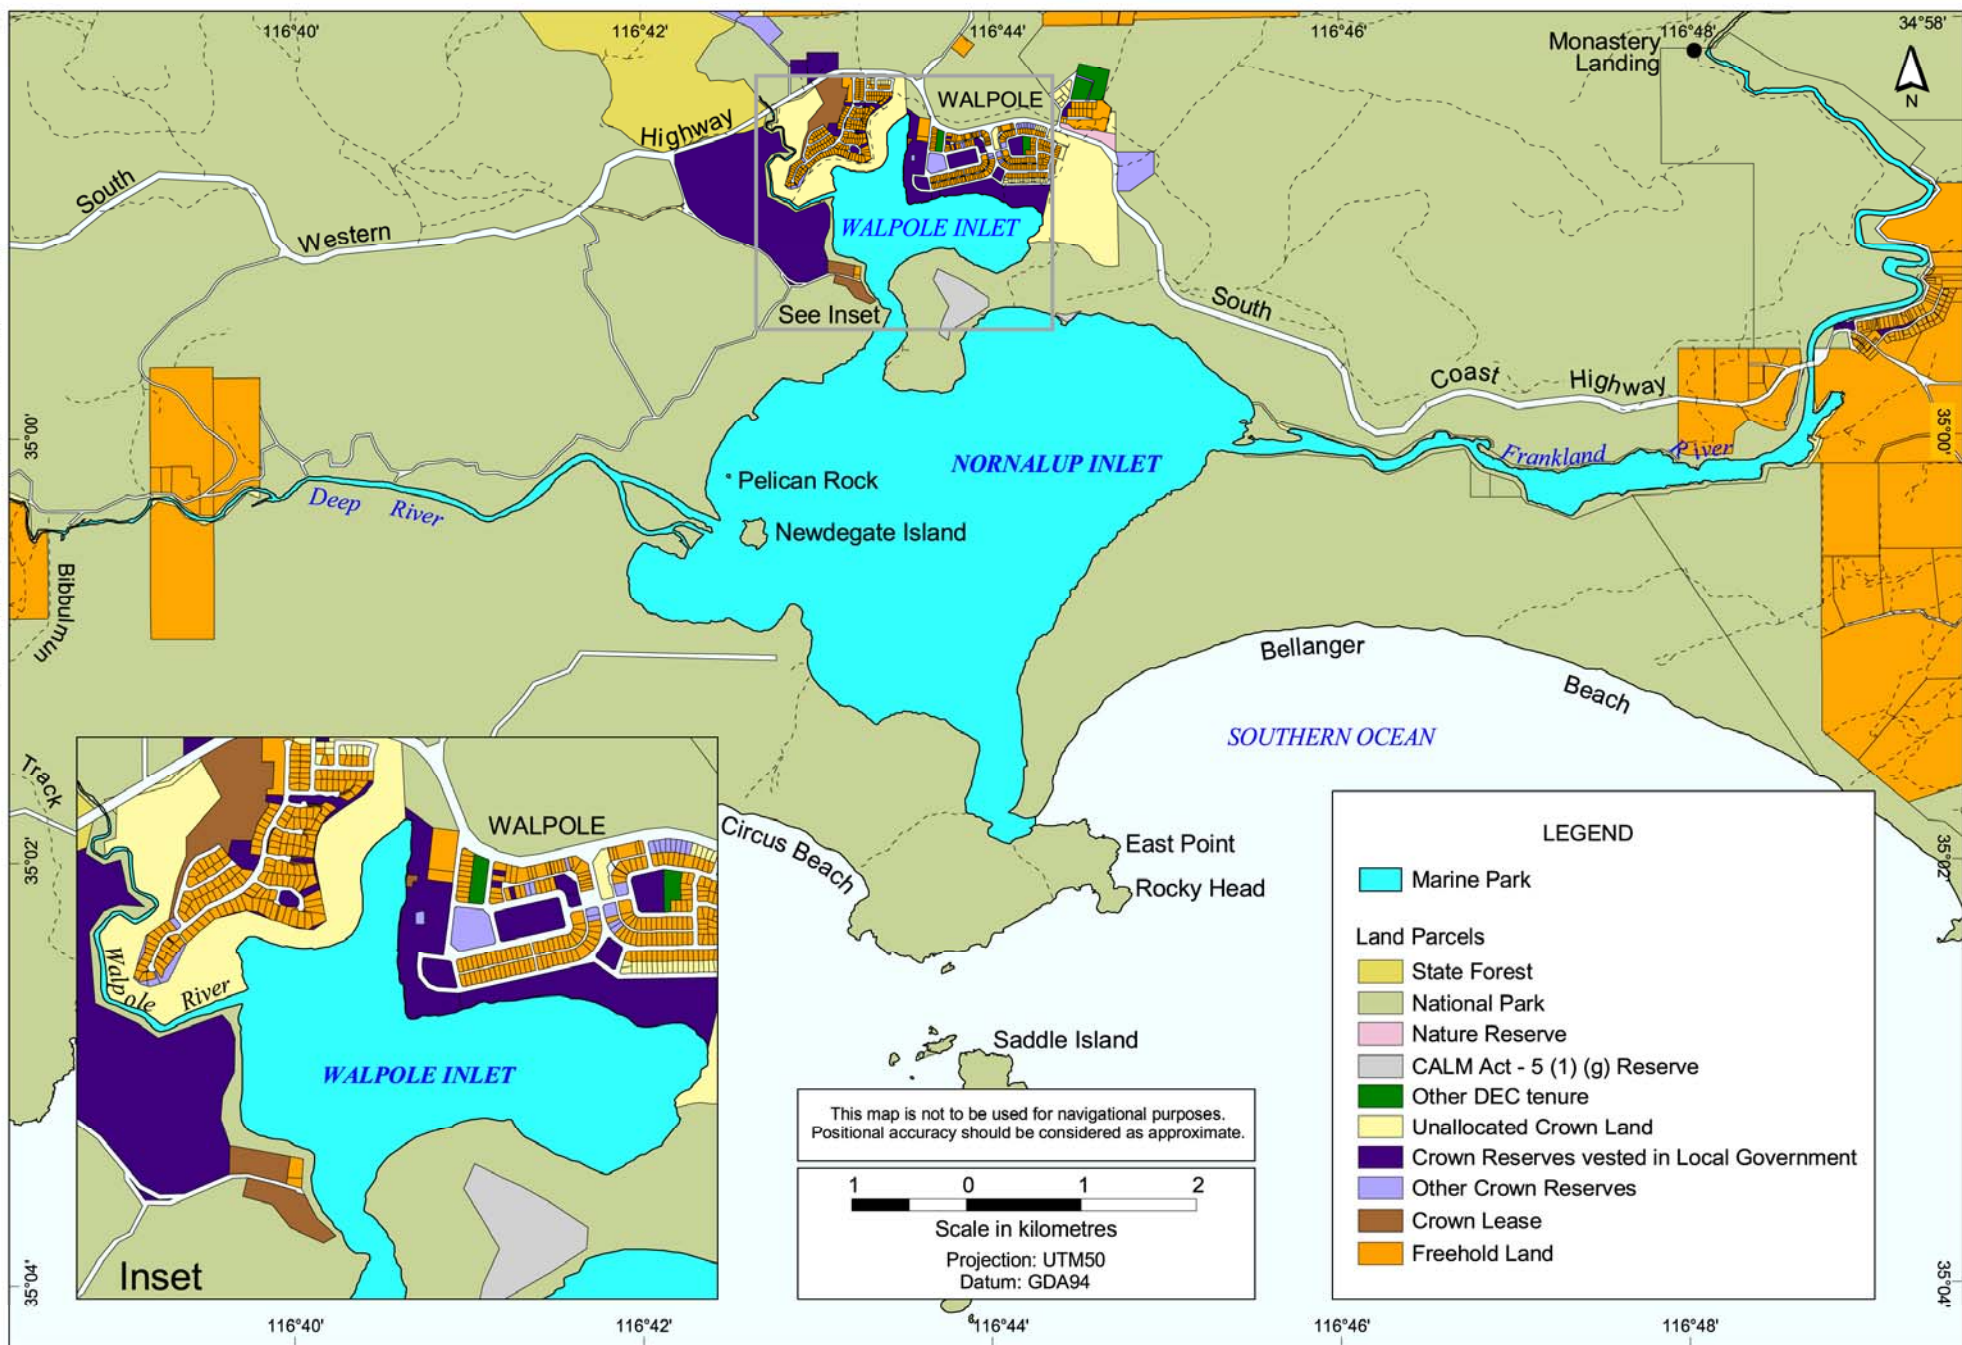 116°40'
116°42'
116°44'
116°46'
116°48'
34°58'
Monastery
Landing
N
WALPOLE
Highway
South
Western
WALPOLE INLET
See Inset
South
Coast
Highway
35°00'
35°00'
NORNALUP INLET
Frankland River
Pelican Rock
Deep River
Newdegate Island
Bibbulmun
Track
Bellanger
Beach
SOUTHERN OCEAN
Circus Beach
East Point
Rocky Head
35°02'
35°02'
Saddle Island
WALPOLE
Walpole River
WALPOLE INLET
Inset
This map is not to be used for navigational purposes.
Positional accuracy should be considered as approximate.
1 0 1 2
Scale in kilometres
Projection: UTM50
Datum: GDA94
LEGEND
Marine Park
Land Parcels
State Forest
National Park
Nature Reserve
CALM Act - 5 (1) (g) Reserve
Other DEC tenure
Unallocated Crown Land
Crown Reserves vested in Local Government
Other Crown Reserves
Crown Lease
Freehold Land
35°04'
35°04'
116°40'
116°42'
116°44'
116°46'
116°48'